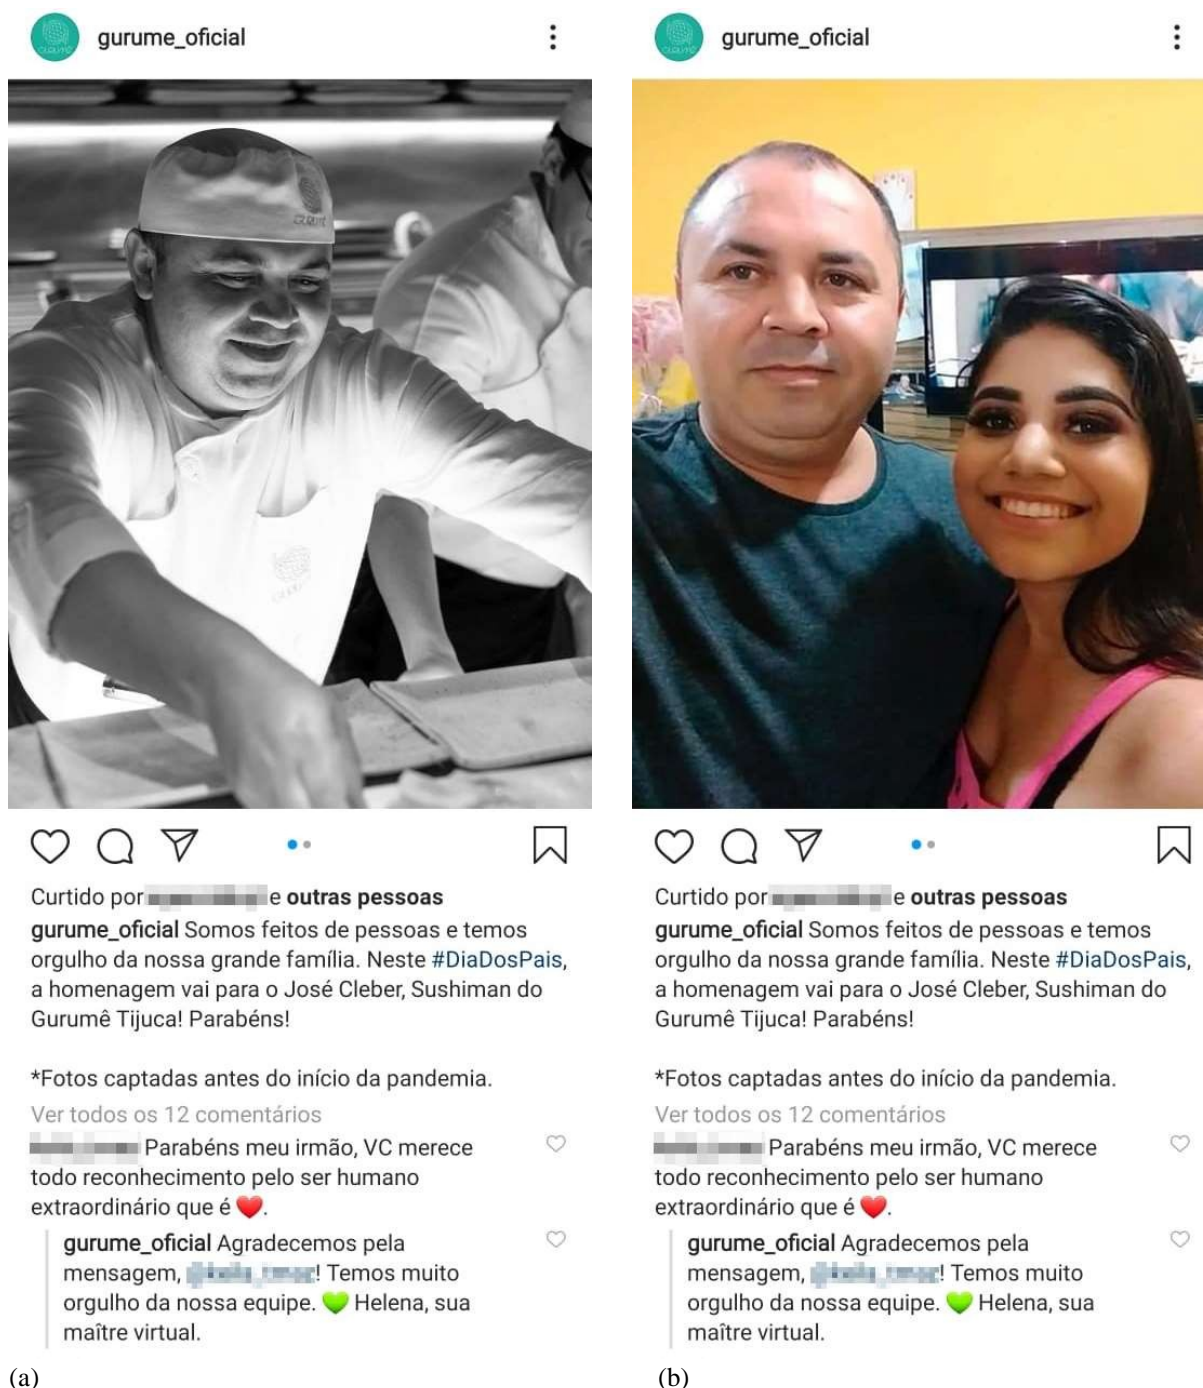 gurume_oficial
GURUMÊ
Curtido por e outras pessoas
gurume_oficial Somos feitos de pessoas e temos
orgulho da nossa grande família. Neste #DiaDosPais,
a homenagem vai para o José Cleber, Sushiman do
Gurumê Tijuca! Parabéns!
*Fotos captadas antes do início da pandemia.
Ver todos os 12 comentários
Parabéns meu irmão, VC merece
todo reconhecimento pelo ser humano
extraordinário que é ❤️.
gurume_oficial Agradecemos pela
mensagem, ! Temos muito
orgulho da nossa equipe. 💚 Helena, sua
maître virtual.
(a)
gurume_oficial
Curtido por e outras pessoas
gurume_oficial Somos feitos de pessoas e temos
orgulho da nossa grande família. Neste #DiaDosPais,
a homenagem vai para o José Cleber, Sushiman do
Gurumê Tijuca! Parabéns!
*Fotos captadas antes do início da pandemia.
Ver todos os 12 comentários
Parabéns meu irmão, VC merece
todo reconhecimento pelo ser humano
extraordinário que é ❤️.
gurume_oficial Agradecemos pela
mensagem, ! Temos muito
orgulho da nossa equipe. 💚 Helena, sua
maître virtual.
(b)